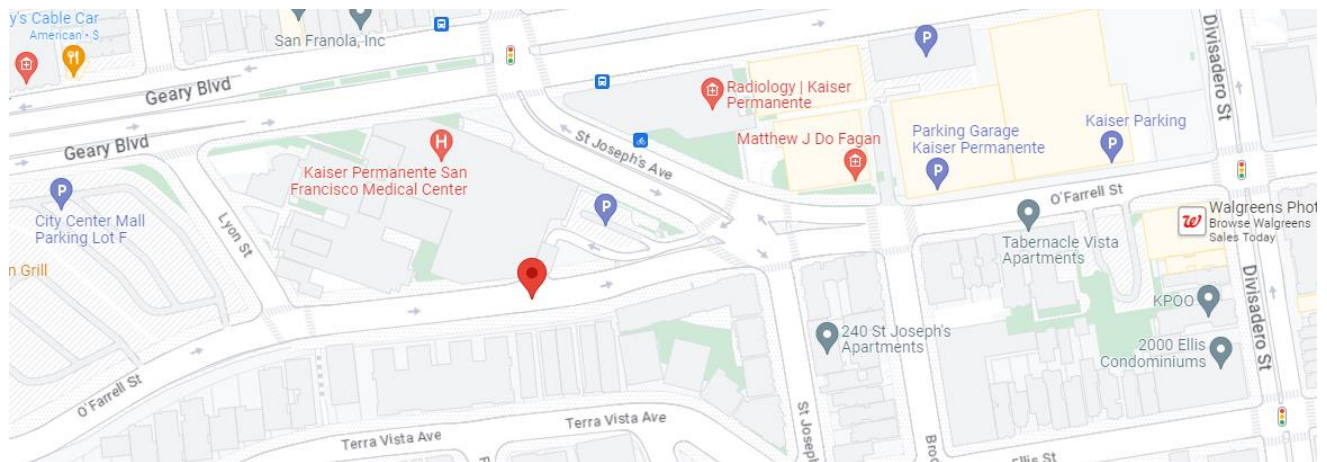 y's Cable Car
American • $
San Franola, Inc
Geary Blvd
Geary Blvd
Kaiser Permanente San
Francisco Medical Center
H
City Center Mall
Parking Lot F
P
n Grill
Lyon St
O'Farrell St
P
St Joseph's Ave
Radiology | Kaiser
Permanente
Matthew J Do Fagan
P
Parking Garage
Kaiser Permanente
P
Kaiser Parking
P
Divisadero St
O'Farrell St
Walgreens Phot
Browse Walgreens
Sales Today
W
Tabernacle Vista
Apartments
KPOO
2000 Ellis
Condominiums
Divisadero St
240 St Joseph's
Apartments
Terra Vista Ave
Terra Vista Ave
F
St Joseph
Bro
Ellis St